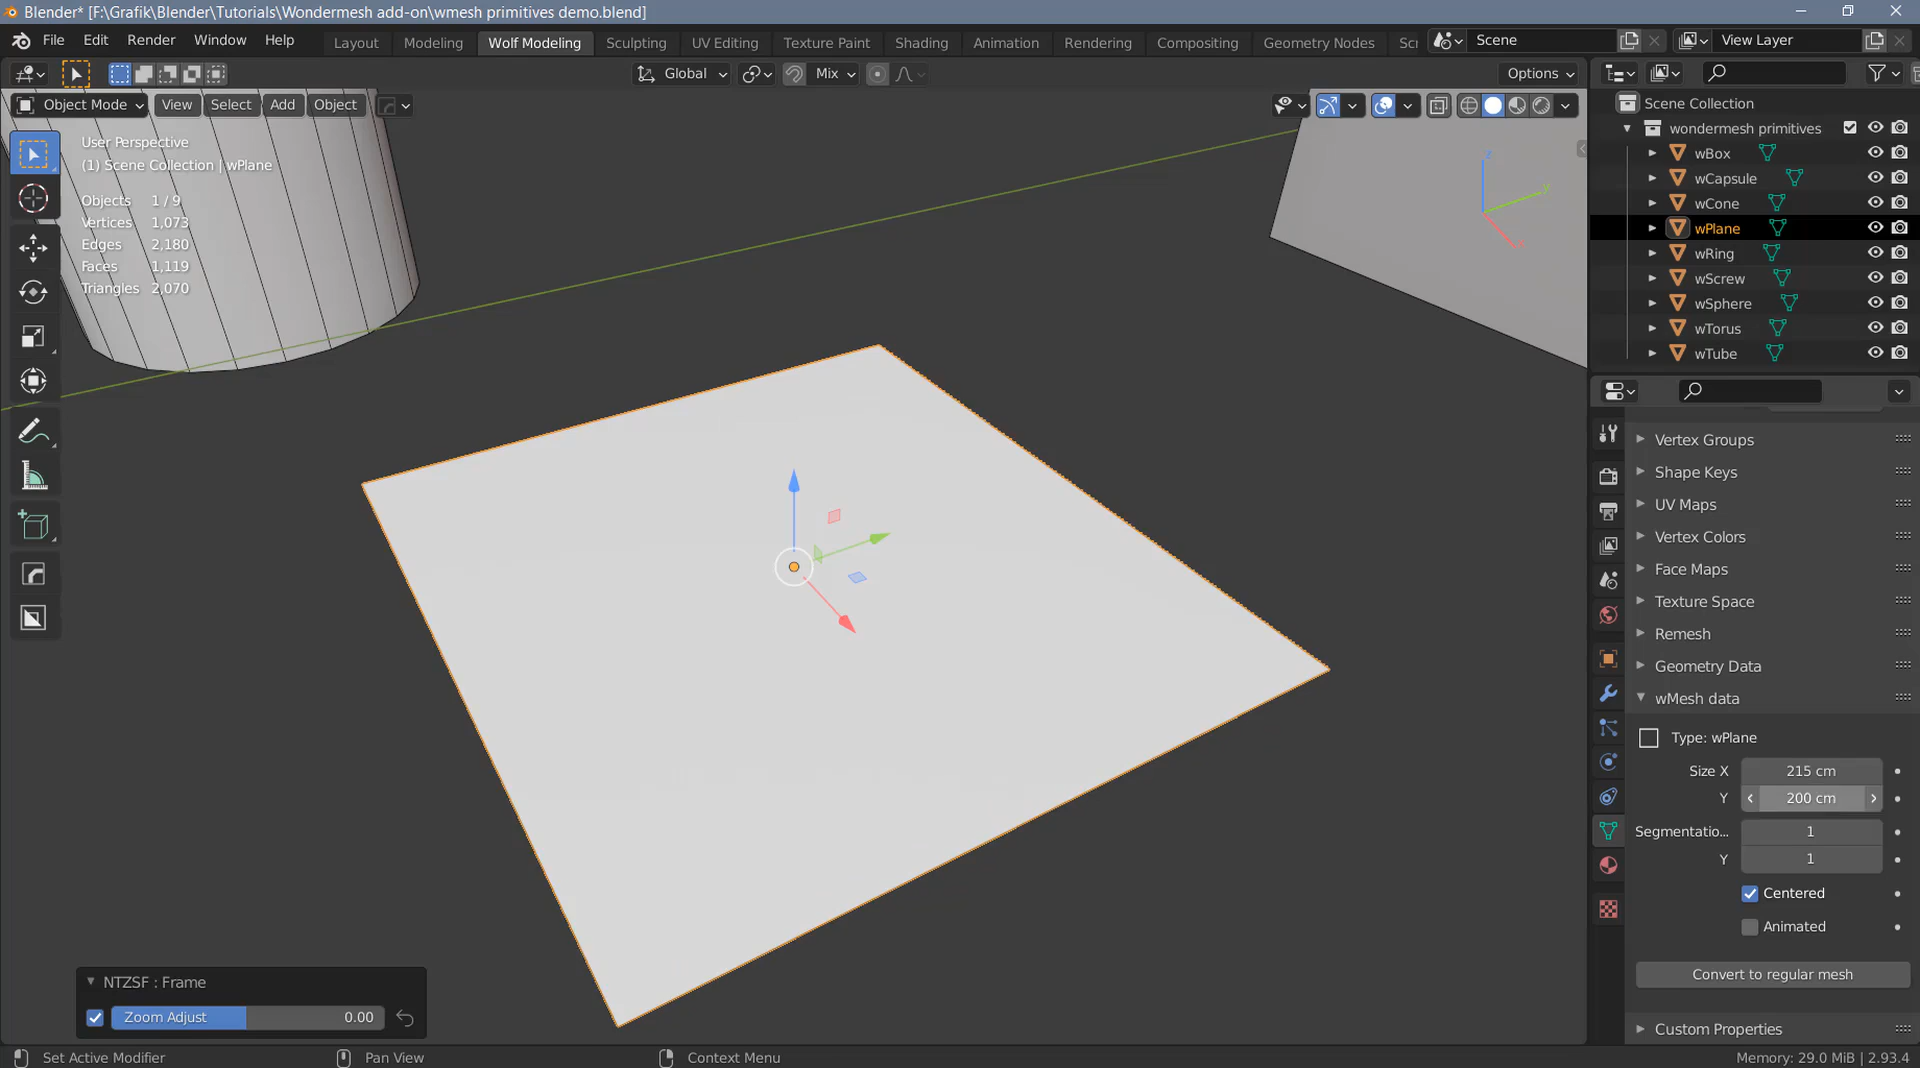 Blender* [F:\Grafik\Blender\Tutorials\Wondermesh add-on\wmesh primitives demo.blend]
File Edit Render Window Help Layout Modeling Wolf Modeling Sculpting UV Editing Texture Paint Shading Animation Rendering Compositing Geometry Nodes Sc Scene View Layer
Global Mix Options
Object Mode View Select Add Object
User Perspective
(1) Scene Collection | wPlane
Objects 1 / 9
Vertices 1,073
Edges 2,180
Faces 1,119
Triangles 2,070
z
y
x
Scene Collection
wondermesh primitives
wBox
wCapsule
wCone
wPlane
wRing
wScrew
wSphere
wTorus
wTube
Vertex Groups
Shape Keys
UV Maps
Vertex Colors
Face Maps
Texture Space
Remesh
Geometry Data
wMesh data
Type: wPlane
Size X 215 cm
Y 200 cm
Segmentatio... 1
Y 1
Centered
Animated
Convert to regular mesh
Custom Properties
NTZSF : Frame
Zoom Adjust 0.00
Set Active Modifier Pan View Context Menu Memory: 29.0 MiB | 2.93.4